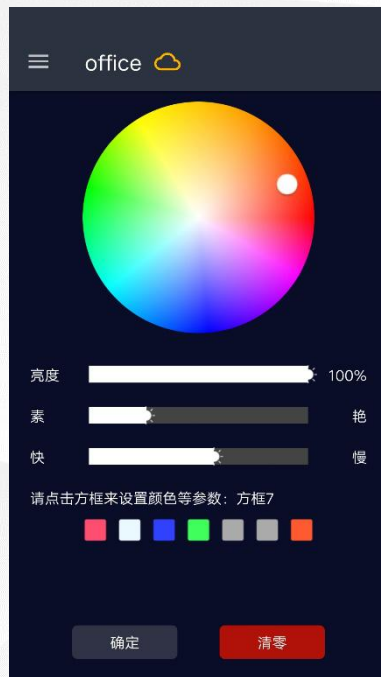 office
亮度 100%
素 艳
快 慢
请点击方框来设置颜色等参数：方框7
确定 清零